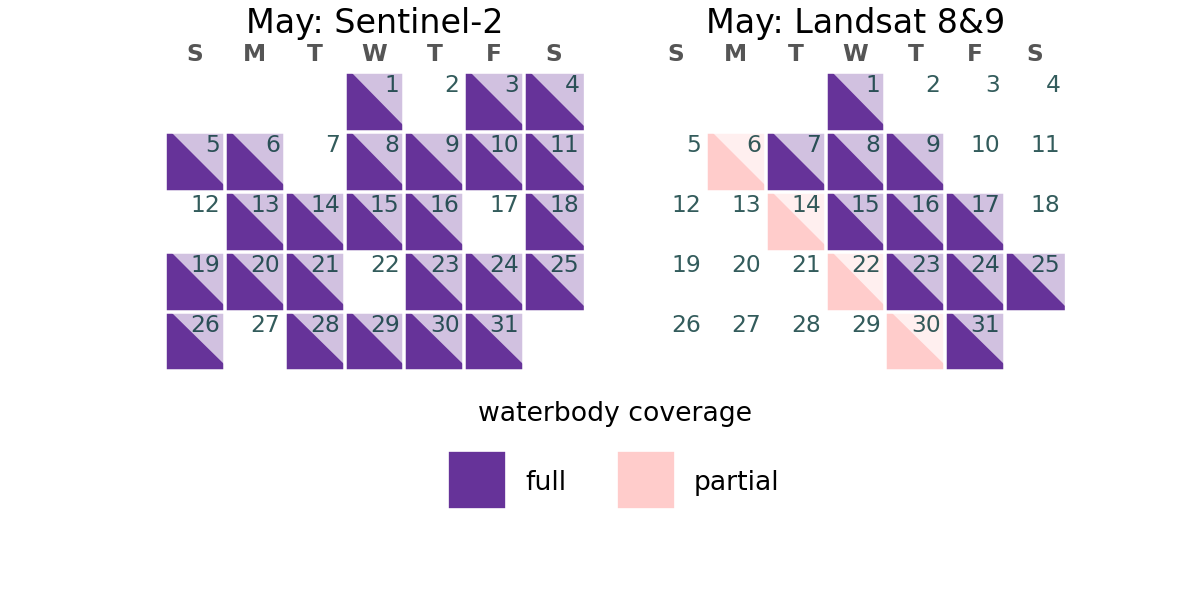 May: Sentinel-2
S M T W T F S
1 2 3 4
5 6 7 8 9 10 11
12 13 14 15 16 17 18
19 20 21 22 23 24 25
26 27 28 29 30 31
May: Landsat 8&9
S M T W T F S
1 2 3 4
5 6 7 8 9 10 11
12 13 14 15 16 17 18
19 20 21 22 23 24 25
26 27 28 29 30 31
waterbody coverage
full partial